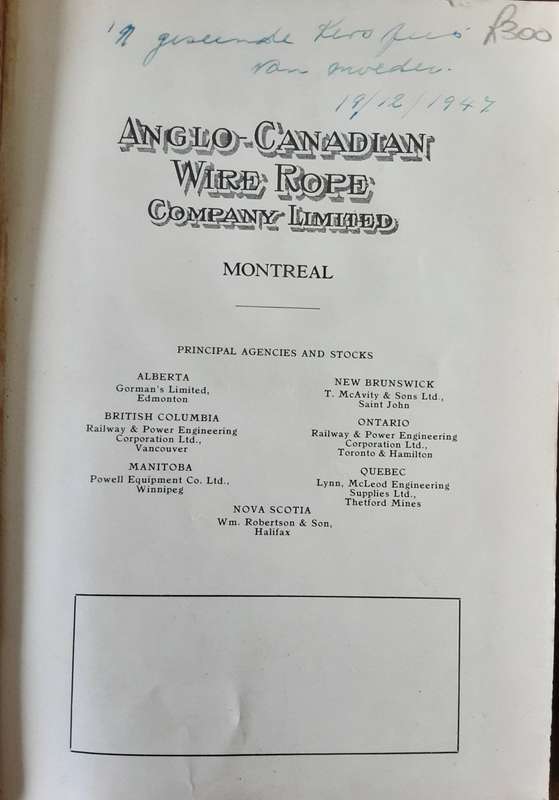 'n geseende Kersfees R300
van moeder.
19/12/1947
ANGLO-CANADIAN
WIRE ROPE
COMPANY LIMITED
MONTREAL
PRINCIPAL AGENCIES AND STOCKS
ALBERTA
Gorman's Limited,
Edmonton
BRITISH COLUMBIA
Railway & Power Engineering
Corporation Ltd.,
Vancouver
MANITOBA
Powell Equipment Co. Ltd.,
Winnipeg
NEW BRUNSWICK
T. McAvity & Sons Ltd.,
Saint John
ONTARIO
Railway & Power Engineering
Corporation Ltd.,
Toronto & Hamilton
QUEBEC
Lynn, McLeod Engineering
Supplies Ltd.,
Thetford Mines
NOVA SCOTIA
Wm. Robertson & Son,
Halifax